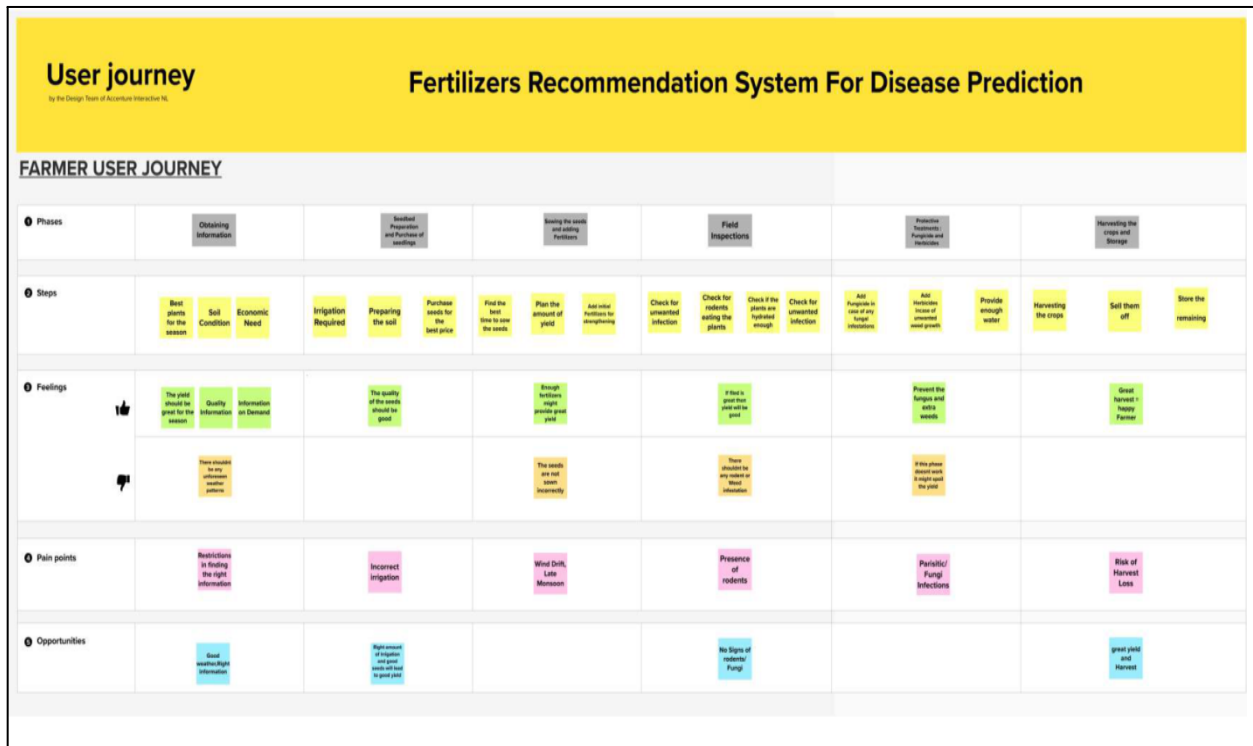 User journey
by the Design Team of Accenture Interactive NL
Fertilizers Recommendation System For Disease Prediction
FARMER USER JOURNEY
1 Phases
Obtaining
Information
Seedbed
Preparation
and Purchase of
seedlings
Sowing the seeds
and adding
Fertilizers
Field
Inspections
Protective
Treatments :
Fungicide and
Herbicides
Harvesting the
crops and
Storage
2 Steps
Best
plants
for the
season
Soil
Condition
Economic
Need
Irrigation
Required
Preparing
the soil
Purchase
seeds for
the
best price
Find the
best
time to sow
the seeds
Plan the
amount of
yield
Add initial
Fertilizers for
strengthening
Check for
unwanted
infection
Check for
rodents
eating the
plants
Check if the
plants are
hydrated
enough
Check for
unwanted
infection
Add
Fungicide in
case of any
fungal
infestations
Add
Herbicides
Incase of
unwanted
weed growth
Provide
enough
water
Harvesting
the crops
Sell them
off
Store the
remaining
3 Feelings
The yield
should be
great for the
season
Quality
Information
Information
on Demand
The quality
of the seeds
should be
good
Enough
fertilizers
might
provide great
yield
If filed is
great then
yield will be
good
Prevent the
fungus and
extra
weeds
Great
harvest =
happy
Farmer
There shouldnt
be any
unforeseen
weather
patterns
The seeds
are not
sown
incorrectly
There
shouldnt be
any rodent or
Weed
infestation
If this phase
doesnt work
it might spoil
the yield
4 Pain points
Restrictions
in finding
the right
information
Incorrect
irrigation
Wind Drift,
Late
Monsoon
Presence
of
rodents
Parisitic/
Fungi
Infections
Risk of
Harvest
Loss
5 Opportunities
Good
weather,Right
information
Right amount
of irrigation
and good
seeds will lead
to good yield
No Signs of
rodents/
Fungi
great yield
and
Harvest